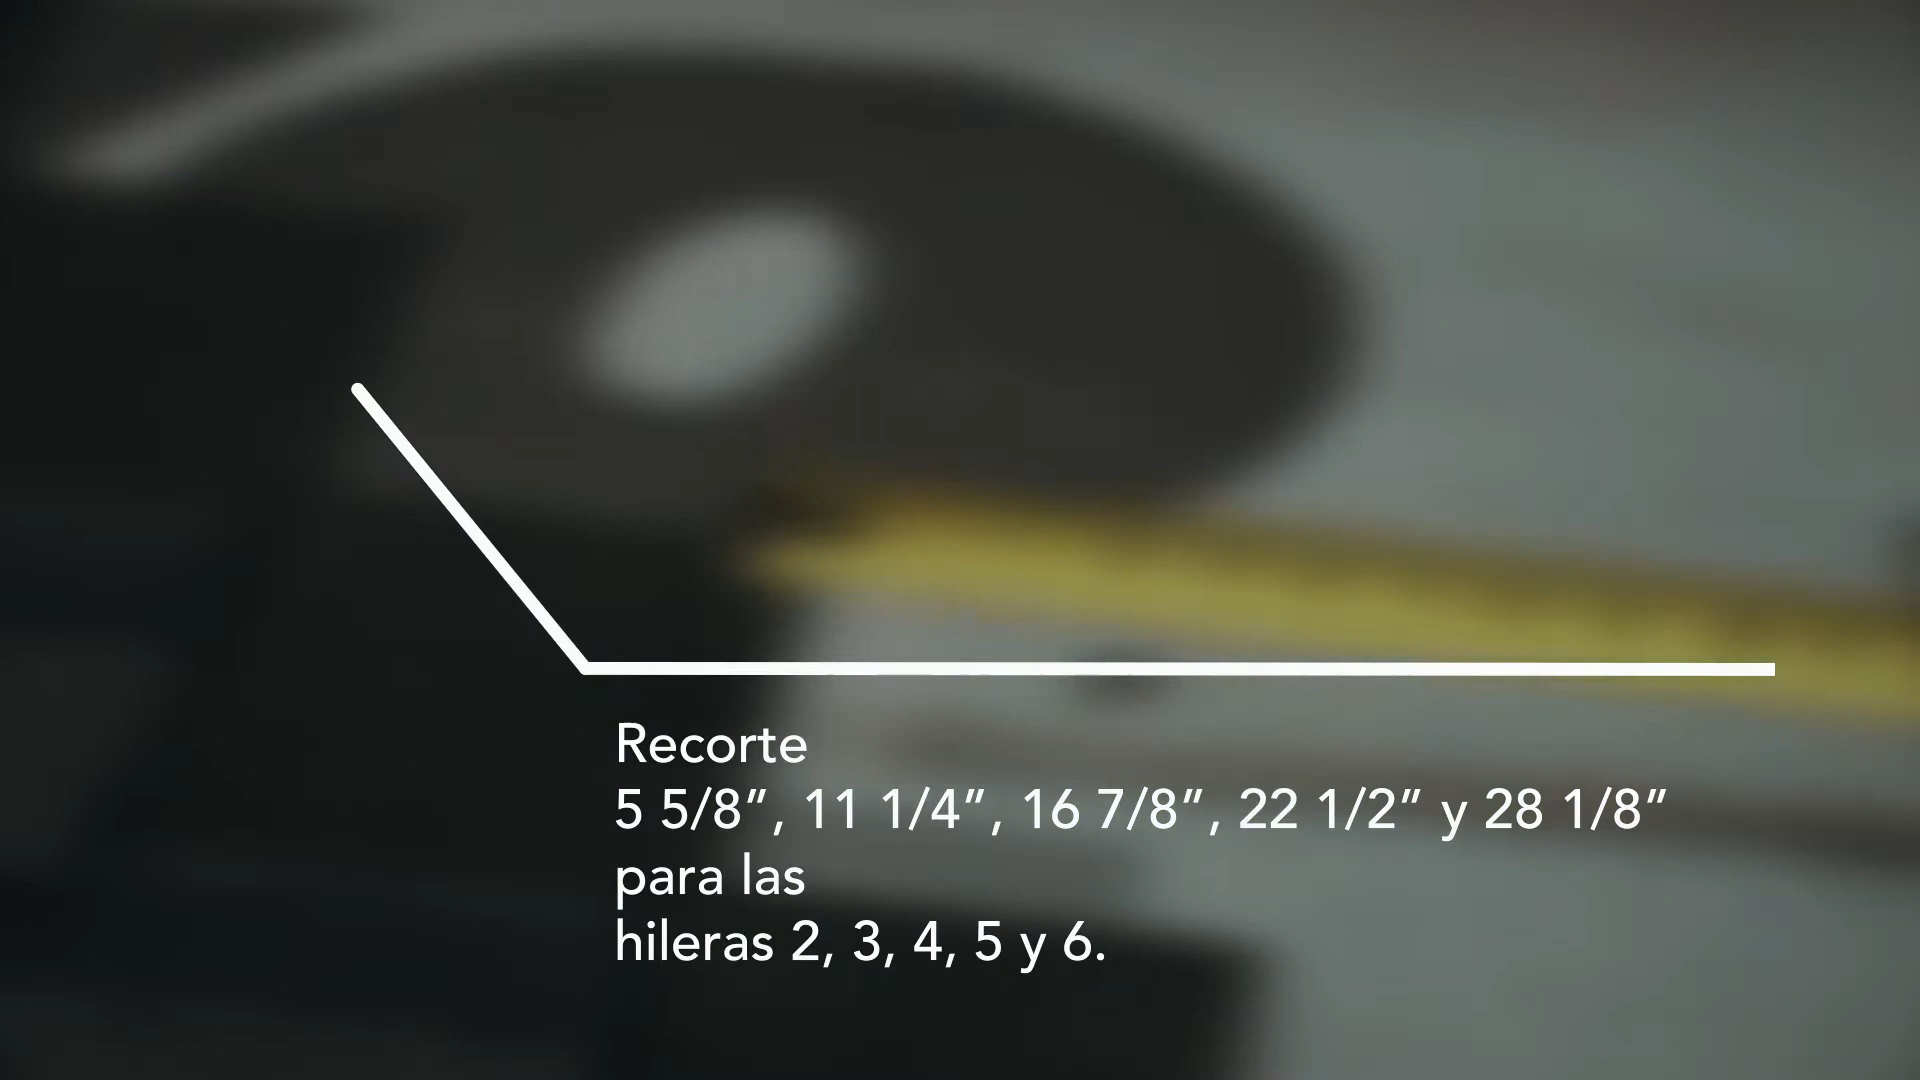 Recorte
5 5/8”, 11 1/4”, 16 7/8”, 22 1/2” y 28 1/8”
para las
hileras 2, 3, 4, 5 y 6.